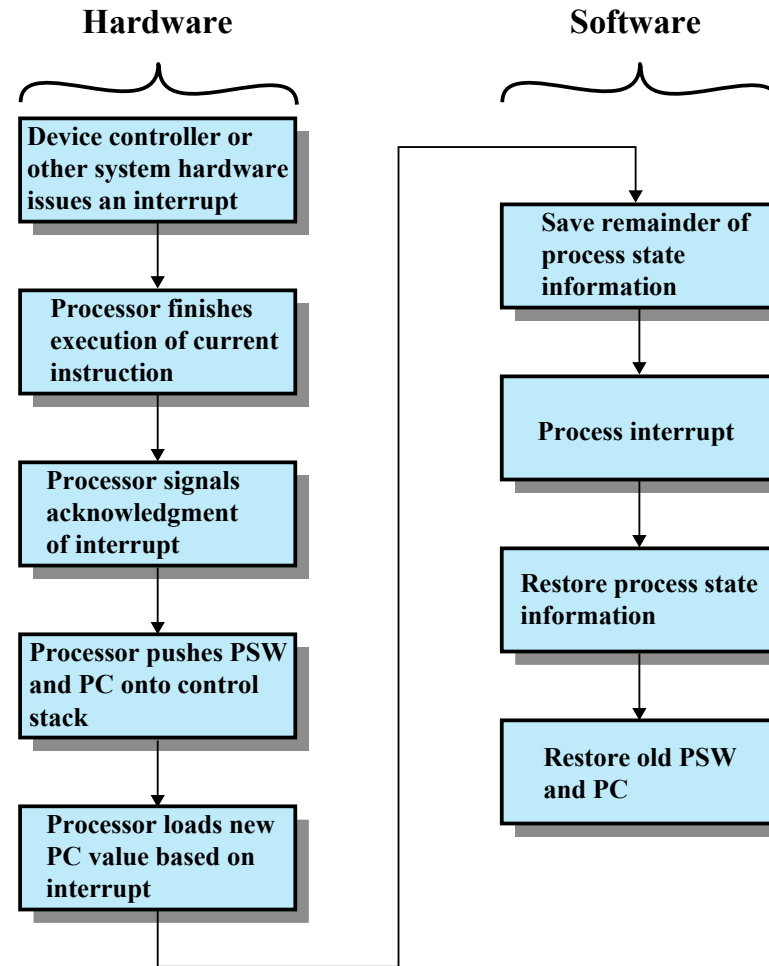 Hardware
Device controller or
other system hardware
issues an interrupt
Processor finishes
execution of current
instruction
Processor signals
acknowledgment
of interrupt
Processor pushes PSW
and PC onto control
stack
Processor loads new
PC value based on
interrupt
Software
Save remainder of
process state
information
Process interrupt
Restore process state
information
Restore old PSW
and PC